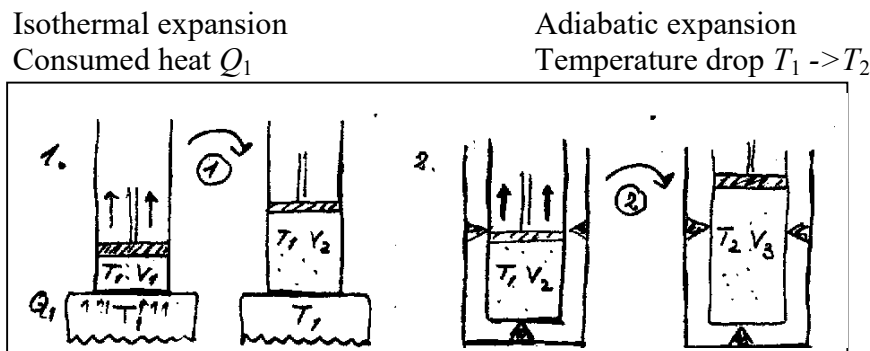 Isothermal expansion
Consumed heat Q₁
Adiabatic expansion
Temperature drop T₁ ->T₂
1.
①
T₁ V₁
Q₁
T₁
T₁ V₂
T₁
2.
②
T₁ V₂
T₂ V₃